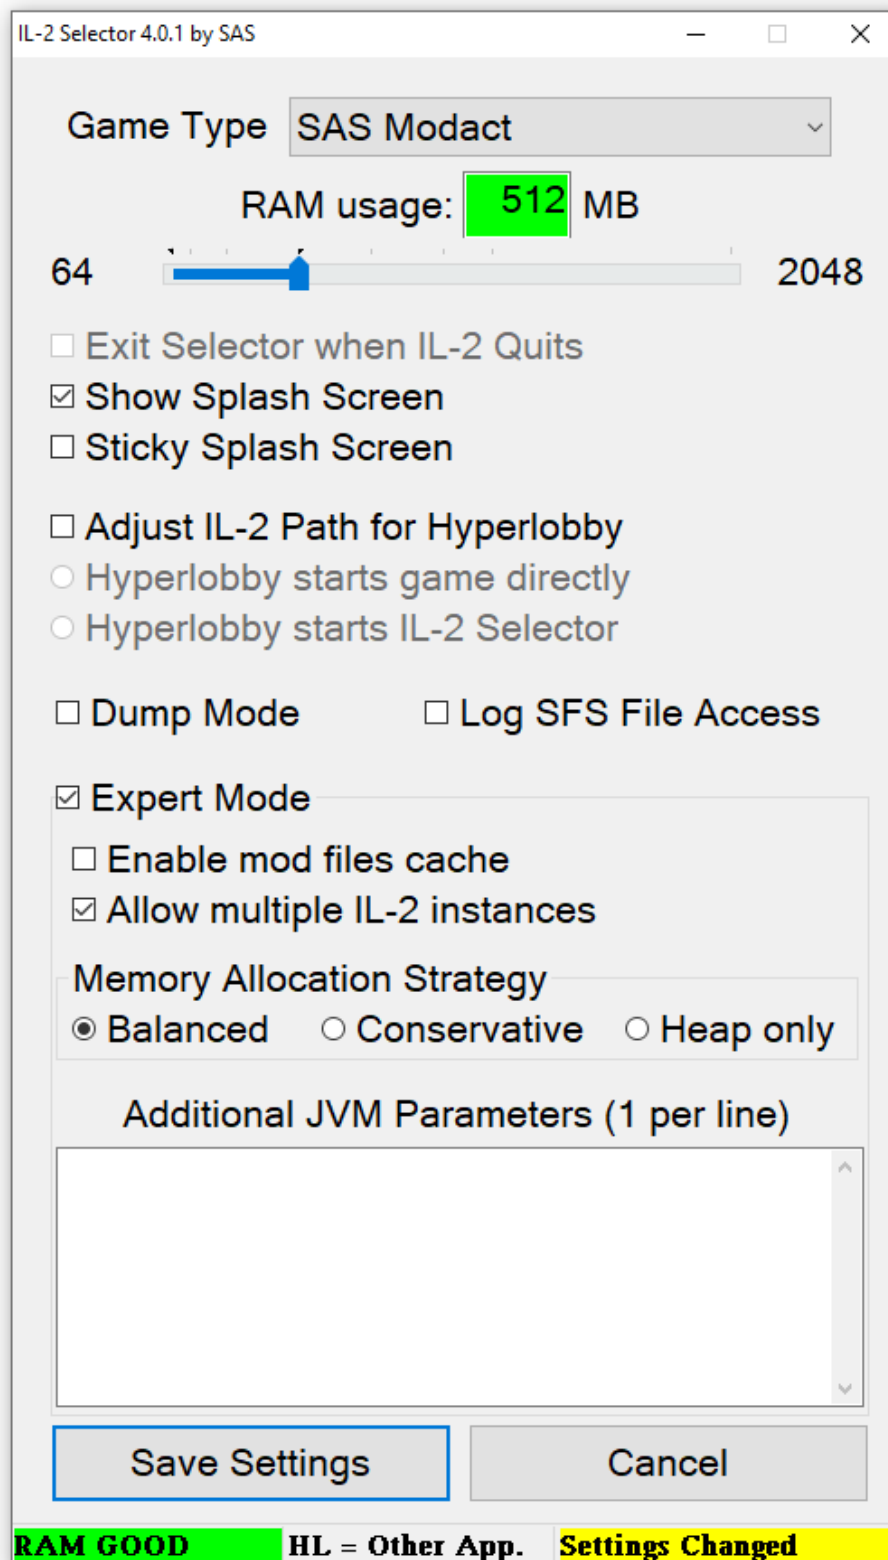 IL-2 Selector 4.0.1 by SAS
Game Type SAS Modact
RAM usage: 512 MB
64 2048
Exit Selector when IL-2 Quits
Show Splash Screen
Sticky Splash Screen
Adjust IL-2 Path for Hyperlobby
Hyperlobby starts game directly
Hyperlobby starts IL-2 Selector
Dump Mode Log SFS File Access
Expert Mode
Enable mod files cache
Allow multiple IL-2 instances
Memory Allocation Strategy
Balanced Conservative Heap only
Additional JVM Parameters (1 per line)
Save Settings Cancel
RAM GOOD HL = Other App. Settings Changed